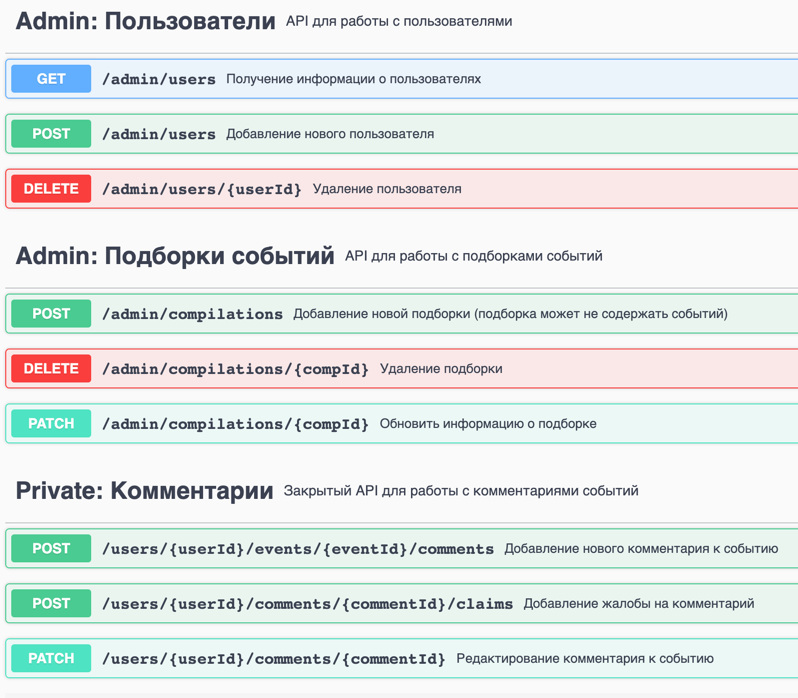 Admin: Пользователи API для работы с пользователями
GET /admin/users Получение информации о пользователях
POST /admin/users Добавление нового пользователя
DELETE /admin/users/{userId} Удаление пользователя
Admin: Подборки событий API для работы с подборками событий
POST /admin/compilations Добавление новой подборки (подборка может не содержать событий)
DELETE /admin/compilations/{compId} Удаление подборки
PATCH /admin/compilations/{compId} Обновить информацию о подборке
Private: Комментарии Закрытый API для работы с комментариями событий
POST /users/{userId}/events/{eventId}/comments Добавление нового комментария к событию
POST /users/{userId}/comments/{commentId}/claims Добавление жалобы на комментарий
PATCH /users/{userId}/comments/{commentId} Редактирование комментария к событию